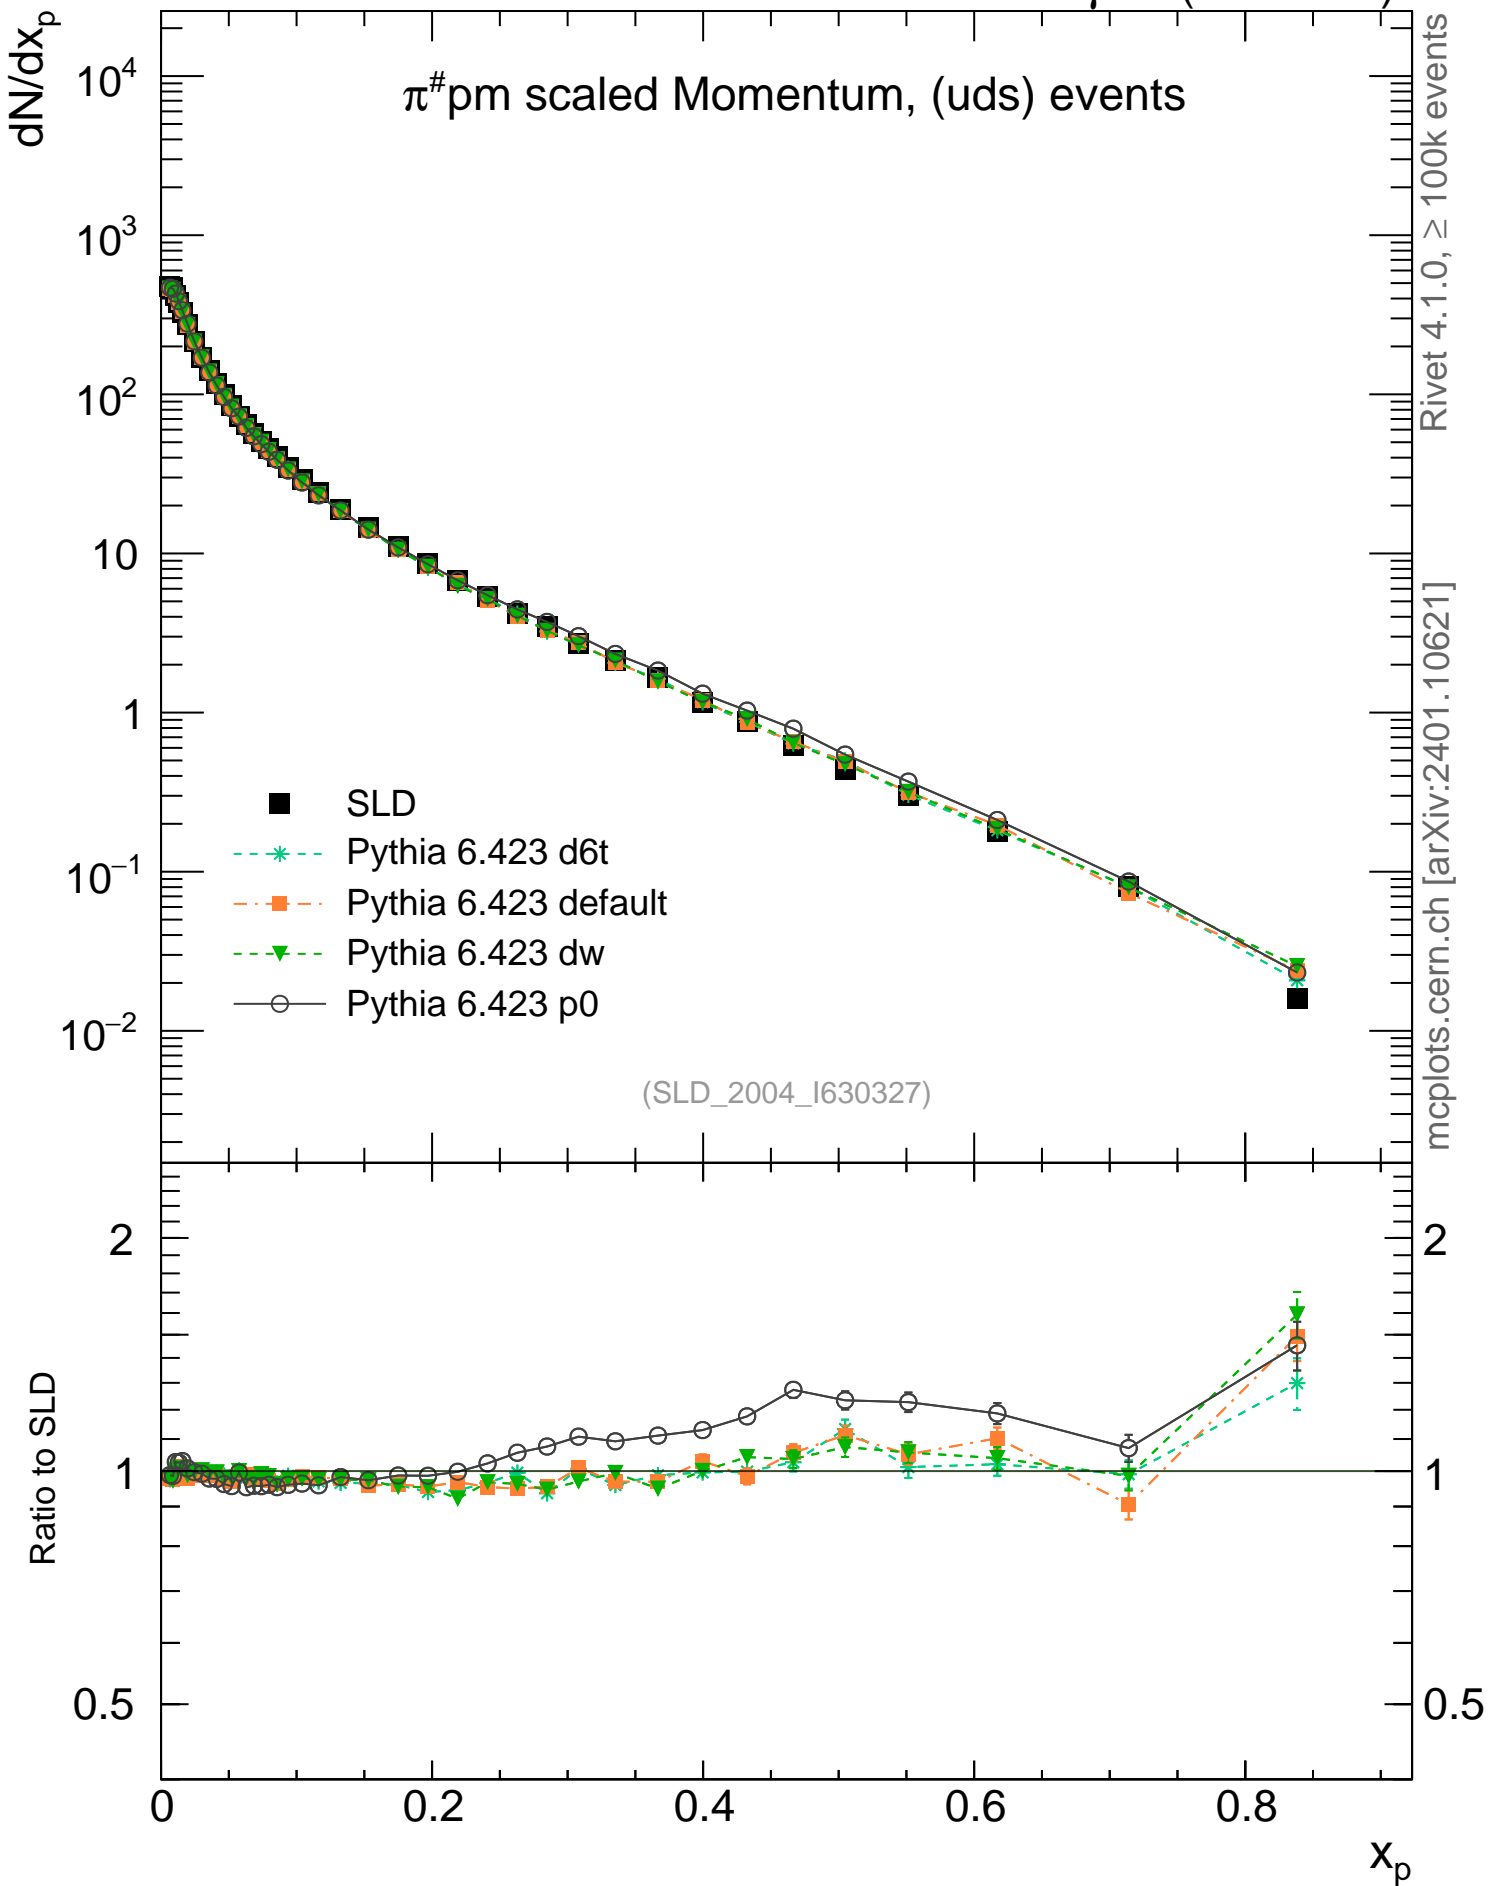 dN/dx_p
π^#pm scaled Momentum, (uds) events
10^4
10^3
10^2
10
1
10^−1
10^−2
SLD
Pythia 6.423 d6t
Pythia 6.423 default
Pythia 6.423 dw
Pythia 6.423 p0
(SLD_2004_I630327)
Rivet 4.1.0, ≥ 100k events
mcplots.cern.ch [arXiv:2401.10621]
Ratio to SLD
2
1
0.5
2
1
0.5
0
0.2
0.4
0.6
0.8
x_p